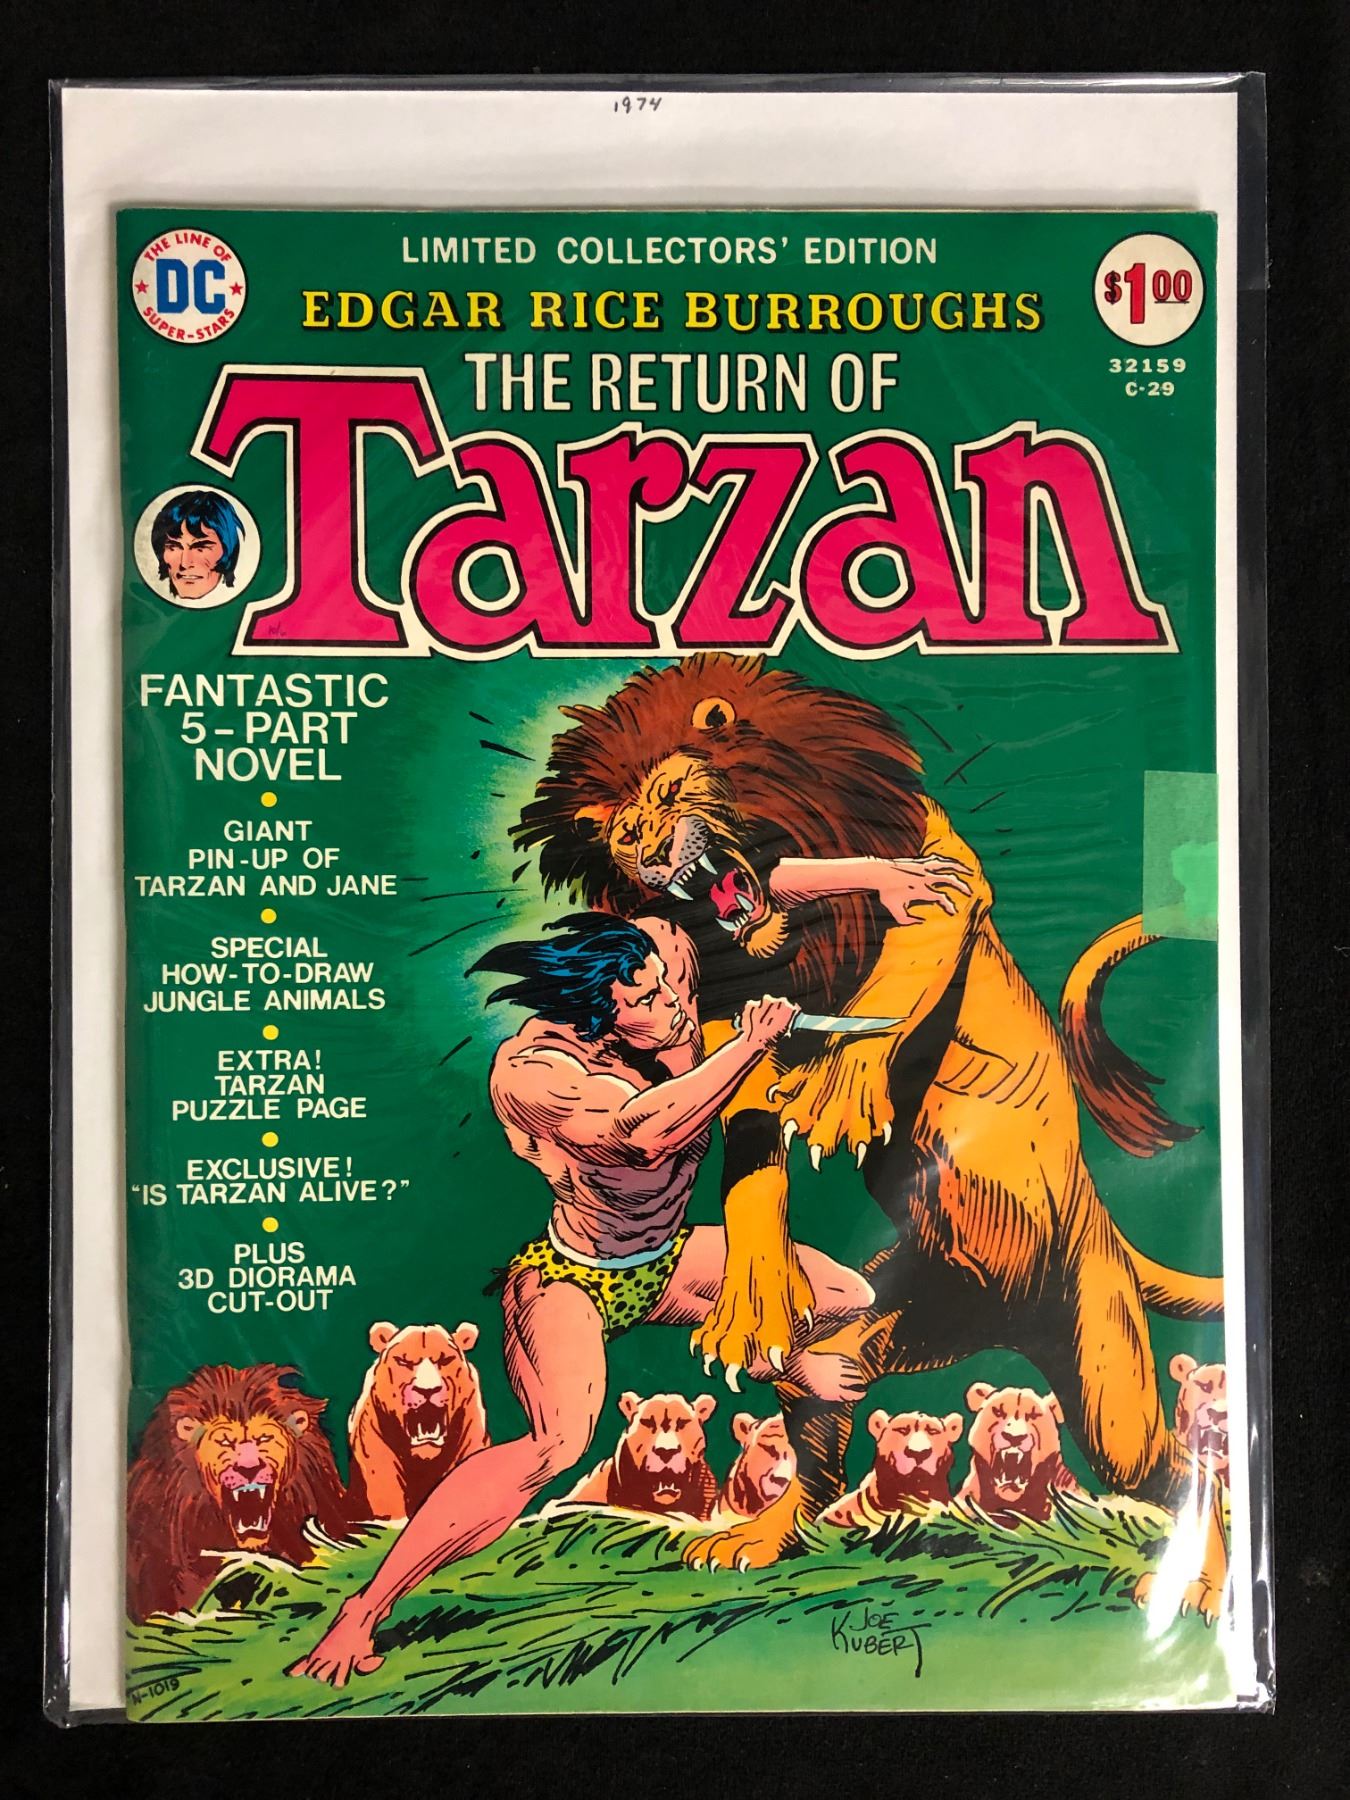 1974
THE LINE OF
DC
SUPER-STARS
LIMITED COLLECTORS' EDITION
$1.00
EDGAR RICE BURROUGHS
32159
C-29
THE RETURN OF
Tarzan
FANTASTIC
5-PART
NOVEL
GIANT
PIN-UP OF
TARZAN AND JANE
SPECIAL
HOW-TO-DRAW
JUNGLE ANIMALS
EXTRA!
TARZAN
PUZZLE PAGE
EXCLUSIVE!
"IS TARZAN ALIVE?"
PLUS
3D DIORAMA
CUT-OUT
JOE
KUBERT
N-1019